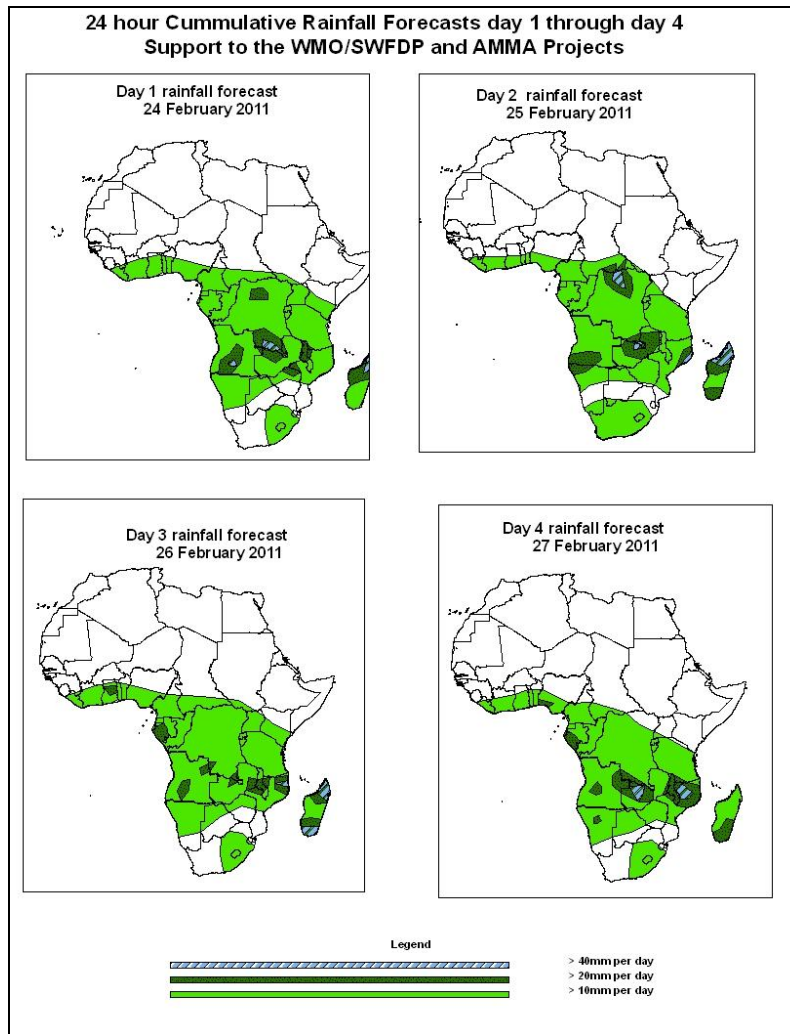 24 hour Cummulative Rainfall Forecasts day 1 through day 4
Support to the WMO/SWFDP and AMMA Projects
Day 1 rainfall forecast
24 February 2011
Day 2 rainfall forecast
25 February 2011
Day 3 rainfall forecast
26 February 2011
Day 4 rainfall forecast
27 February 2011
Legend
> 40mm per day
> 20mm per day
> 10mm per day